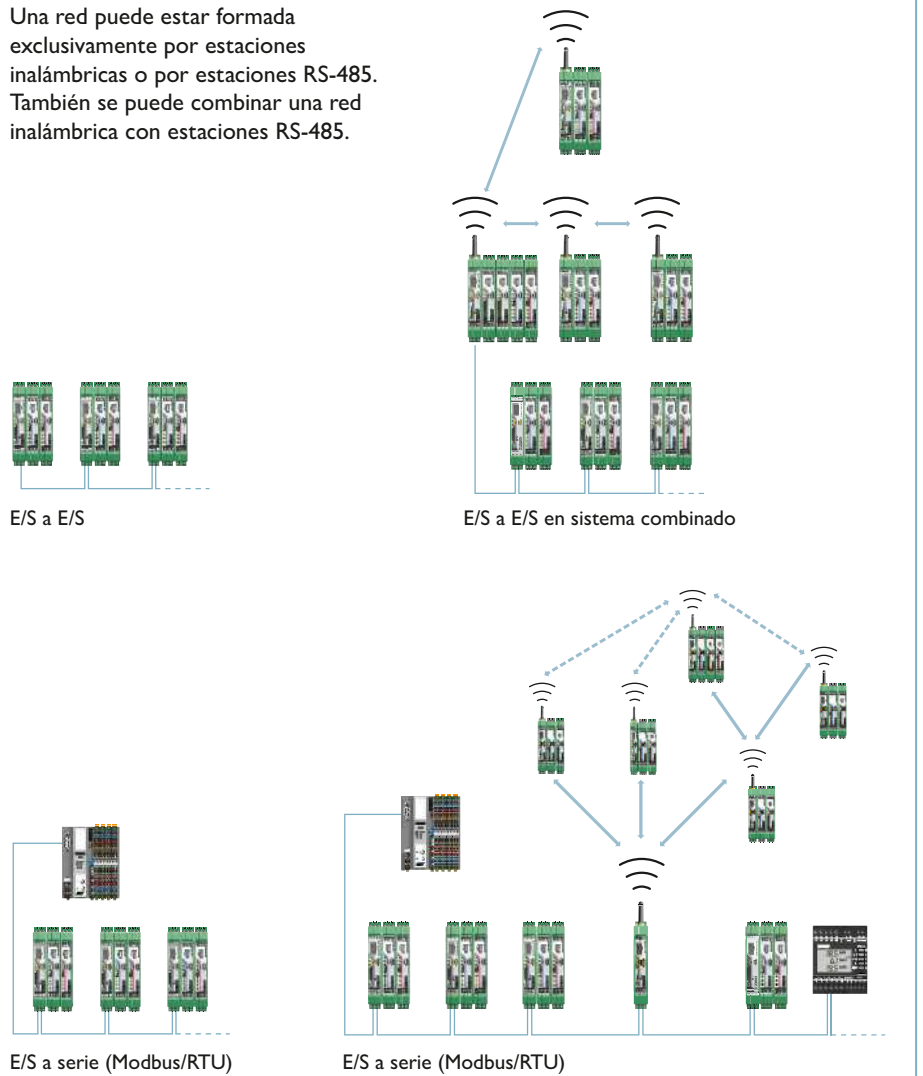 Una red puede estar formada
exclusivamente por estaciones
inalámbricas o por estaciones RS-485.
También se puede combinar una red
inalámbrica con estaciones RS-485.
E/S a E/S
E/S a E/S en sistema combinado
E/S a serie (Modbus/RTU)
E/S a serie (Modbus/RTU)